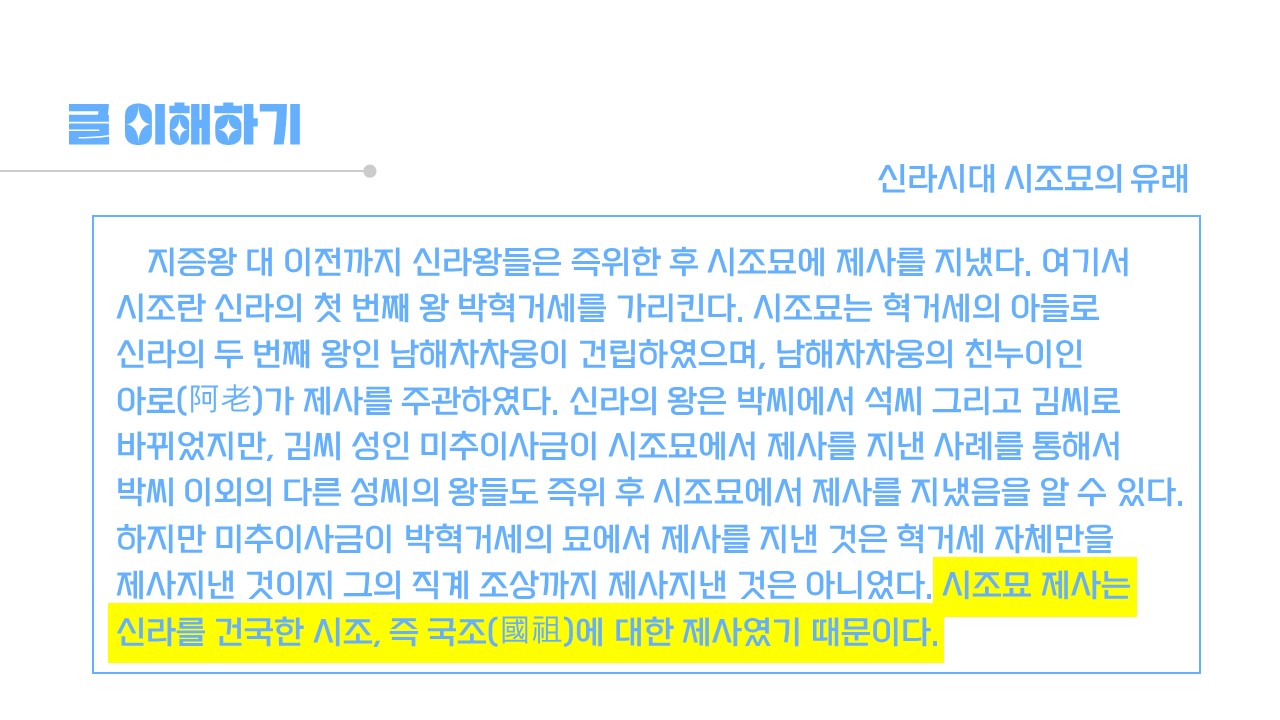 글 이해하기
신라시대 시조묘의 유래
지증왕 대 이전까지 신라왕들은 즉위한 후 시조묘에 제사를 지냈다. 여기서
시조란 신라의 첫 번째 왕 박혁거세를 가리킨다. 시조묘는 혁거세의 아들로
신라의 두 번째 왕인 남해차차웅이 건립하였으며, 남해차차웅의 친누이인
아로(阿老)가 제사를 주관하였다. 신라의 왕은 박씨에서 석씨 그리고 김씨로
바뀌었지만, 김씨 성인 미추이사금이 시조묘에서 제사를 지낸 사례를 통해서
박씨 이외의 다른 성씨의 왕들도 즉위 후 시조묘에서 제사를 지냈음을 알 수 있다.
하지만 미추이사금이 박혁거세의 묘에서 제사를 지낸 것은 혁거세 자체만을
제사지낸 것이지 그의 직계 조상까지 제사지낸 것은 아니었다. 시조묘 제사는
신라를 건국한 시조, 즉 국조(國祖)에 대한 제사였기 때문이다.